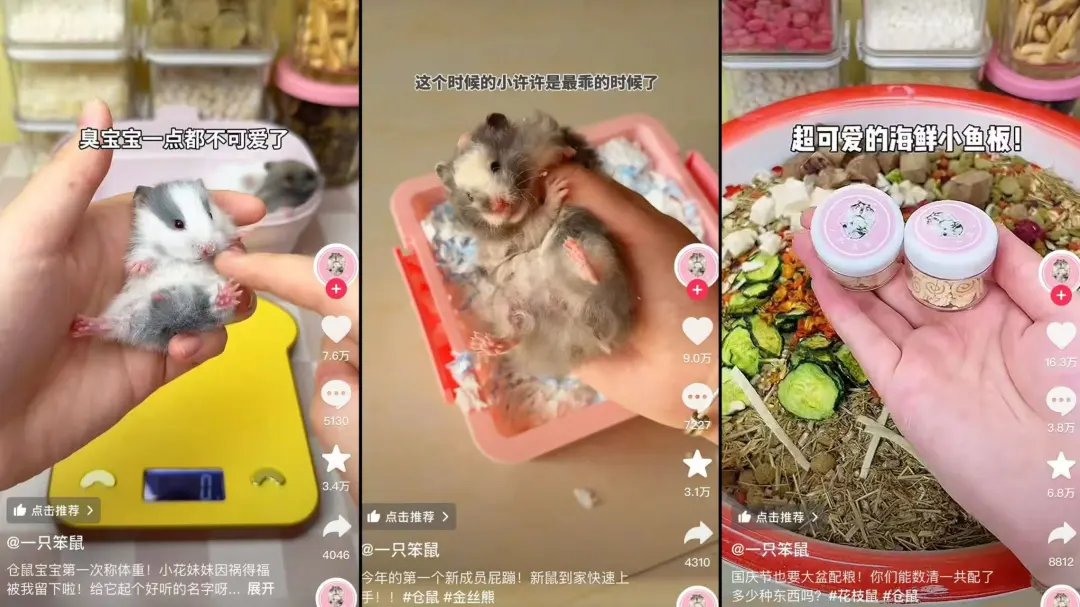 臭宝宝一点都不可爱了
7.6万
5130
3.4万
点击推荐
4046
@一只笨鼠
仓鼠宝宝第一次称体重！小花妹妹因祸得福
被我留下啦！给它起个好听的名字呀... 展开
这个时候的小许许是最乖的时候了
9.0万
7227
3.1万
点击推荐
4310
@一只笨鼠
今年的第一个新成员屁蹦！新鼠到家快速上
手！！#仓鼠 #金丝熊
超可爱的海鲜小鱼板！
16.3万
3.8万
6.8万
点击推荐
8812
@一只笨鼠
国庆节也要大盆配粮！你们能数清一共配了
多少种东西吗？#花枝鼠 #仓鼠